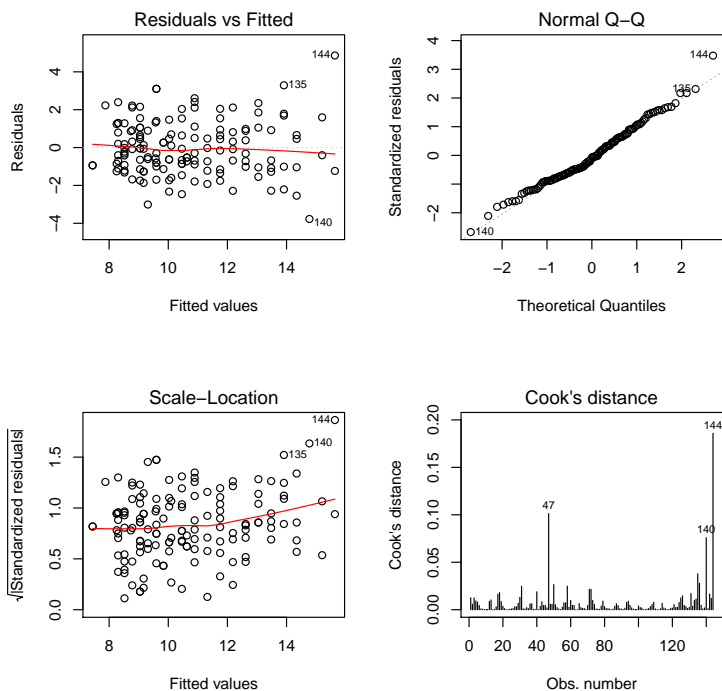 Residuals vs Fitted
Residuals
4
2
0
−2
−4
144
135
140
8 10 12 14
Fitted values
Normal Q−Q
Standardized residuals
4
3
2
1
0
−2
144
135
140
−2 −1 0 1 2
Theoretical Quantiles
Scale−Location
√|Standardized residuals|
1.5
1.0
0.5
0.0
144
140
135
8 10 12 14
Fitted values
Cook's distance
Cook's distance
0.20
0.15
0.10
0.05
0.00
144
47
140
0 20 40 60 80 120
Obs. number